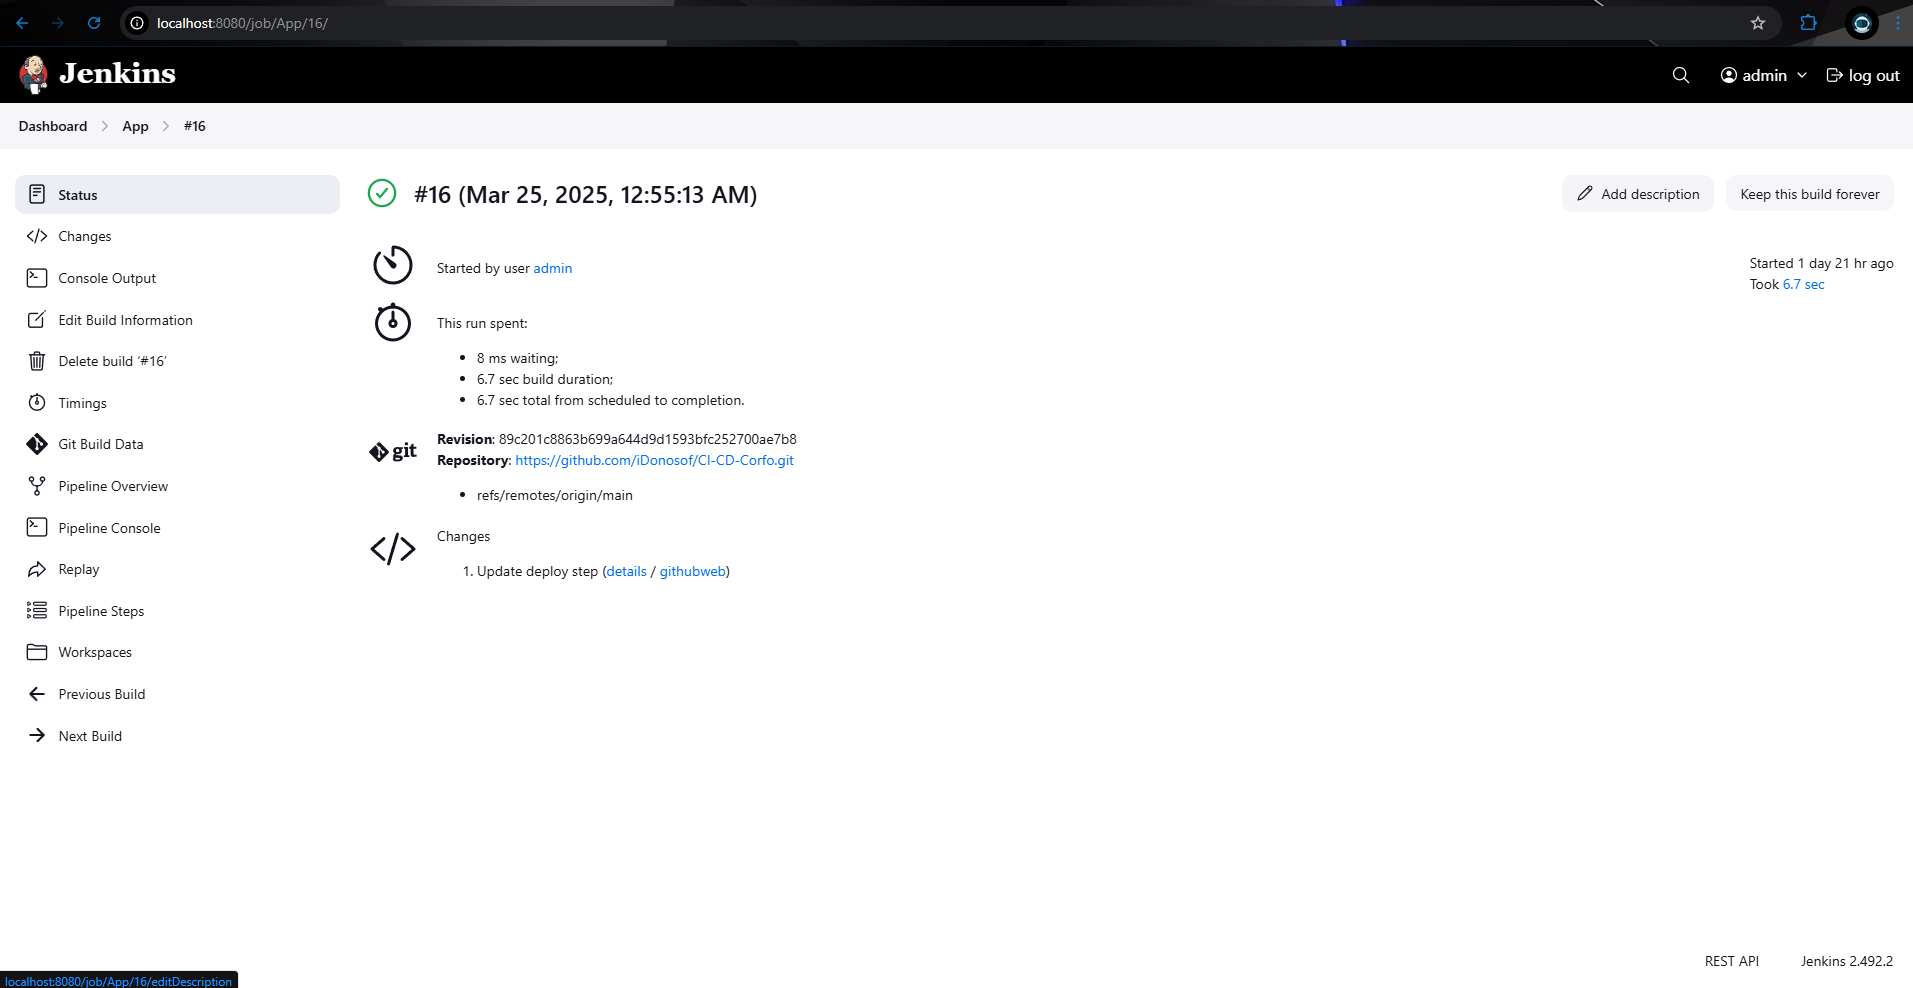 localhost:8080/job/App/16/
Jenkins
admin
log out
Dashboard
App
#16
Status
Changes
Console Output
Edit Build Information
Delete build ‘#16’
Timings
Git Build Data
Pipeline Overview
Pipeline Console
Replay
Pipeline Steps
Workspaces
Previous Build
Next Build
#16 (Mar 25, 2025, 12:55:13 AM)
Add description
Keep this build forever
Started by user admin
Started 1 day 21 hr ago
Took 6.7 sec
This run spent:
8 ms waiting;
6.7 sec build duration;
6.7 sec total from scheduled to completion.
git
Revision: 89c201c8863b699a644d9d1593bfc252700ae7b8
Repository: https://github.com/iDonosof/CI-CD-Corfo.git
refs/remotes/origin/main
Changes
1. Update deploy step (details / githubweb)
REST API
Jenkins 2.492.2
localhost:8080/job/App/16/editDescription